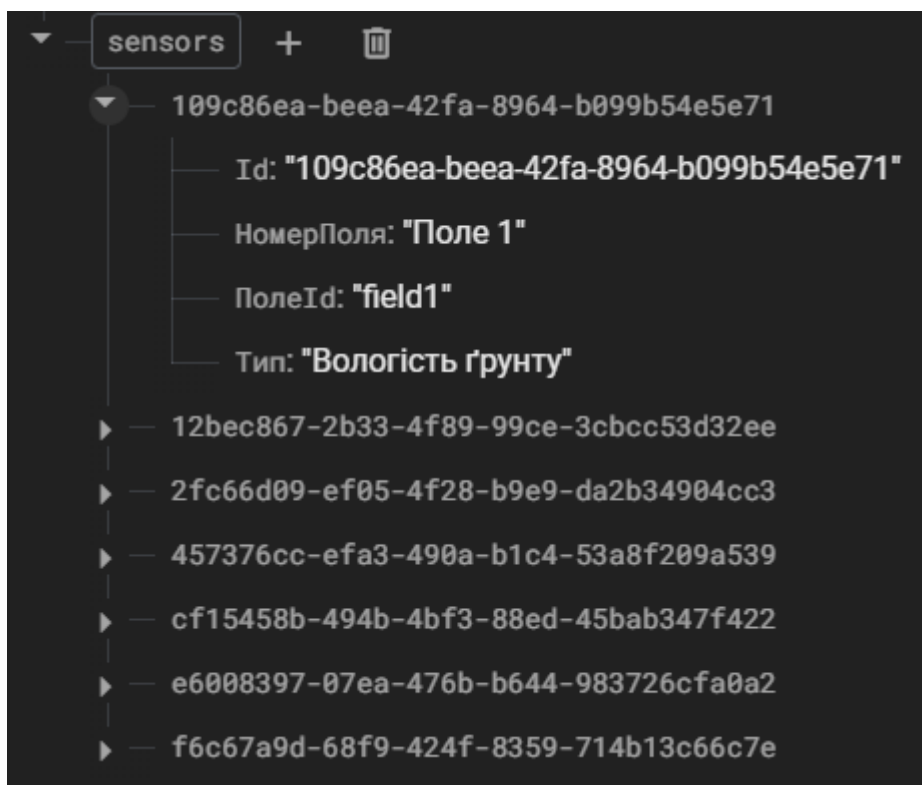 sensors
109c86ea-beea-42fa-8964-b099b54e5e71
Id: "109c86ea-beea-42fa-8964-b099b54e5e71"
НомерПоля: "Поле 1"
ПолеId: "field1"
Тип: "Вологість ґрунту"
12bec867-2b33-4f89-99ce-3cbcc53d32ee
2fc66d09-ef05-4f28-b9e9-da2b34904cc3
457376cc-efa3-490a-b1c4-53a8f209a539
cf15458b-494b-4bf3-88ed-45bab347f422
e6008397-07ea-476b-b644-983726cfa0a2
f6c67a9d-68f9-424f-8359-714b13c66c7e